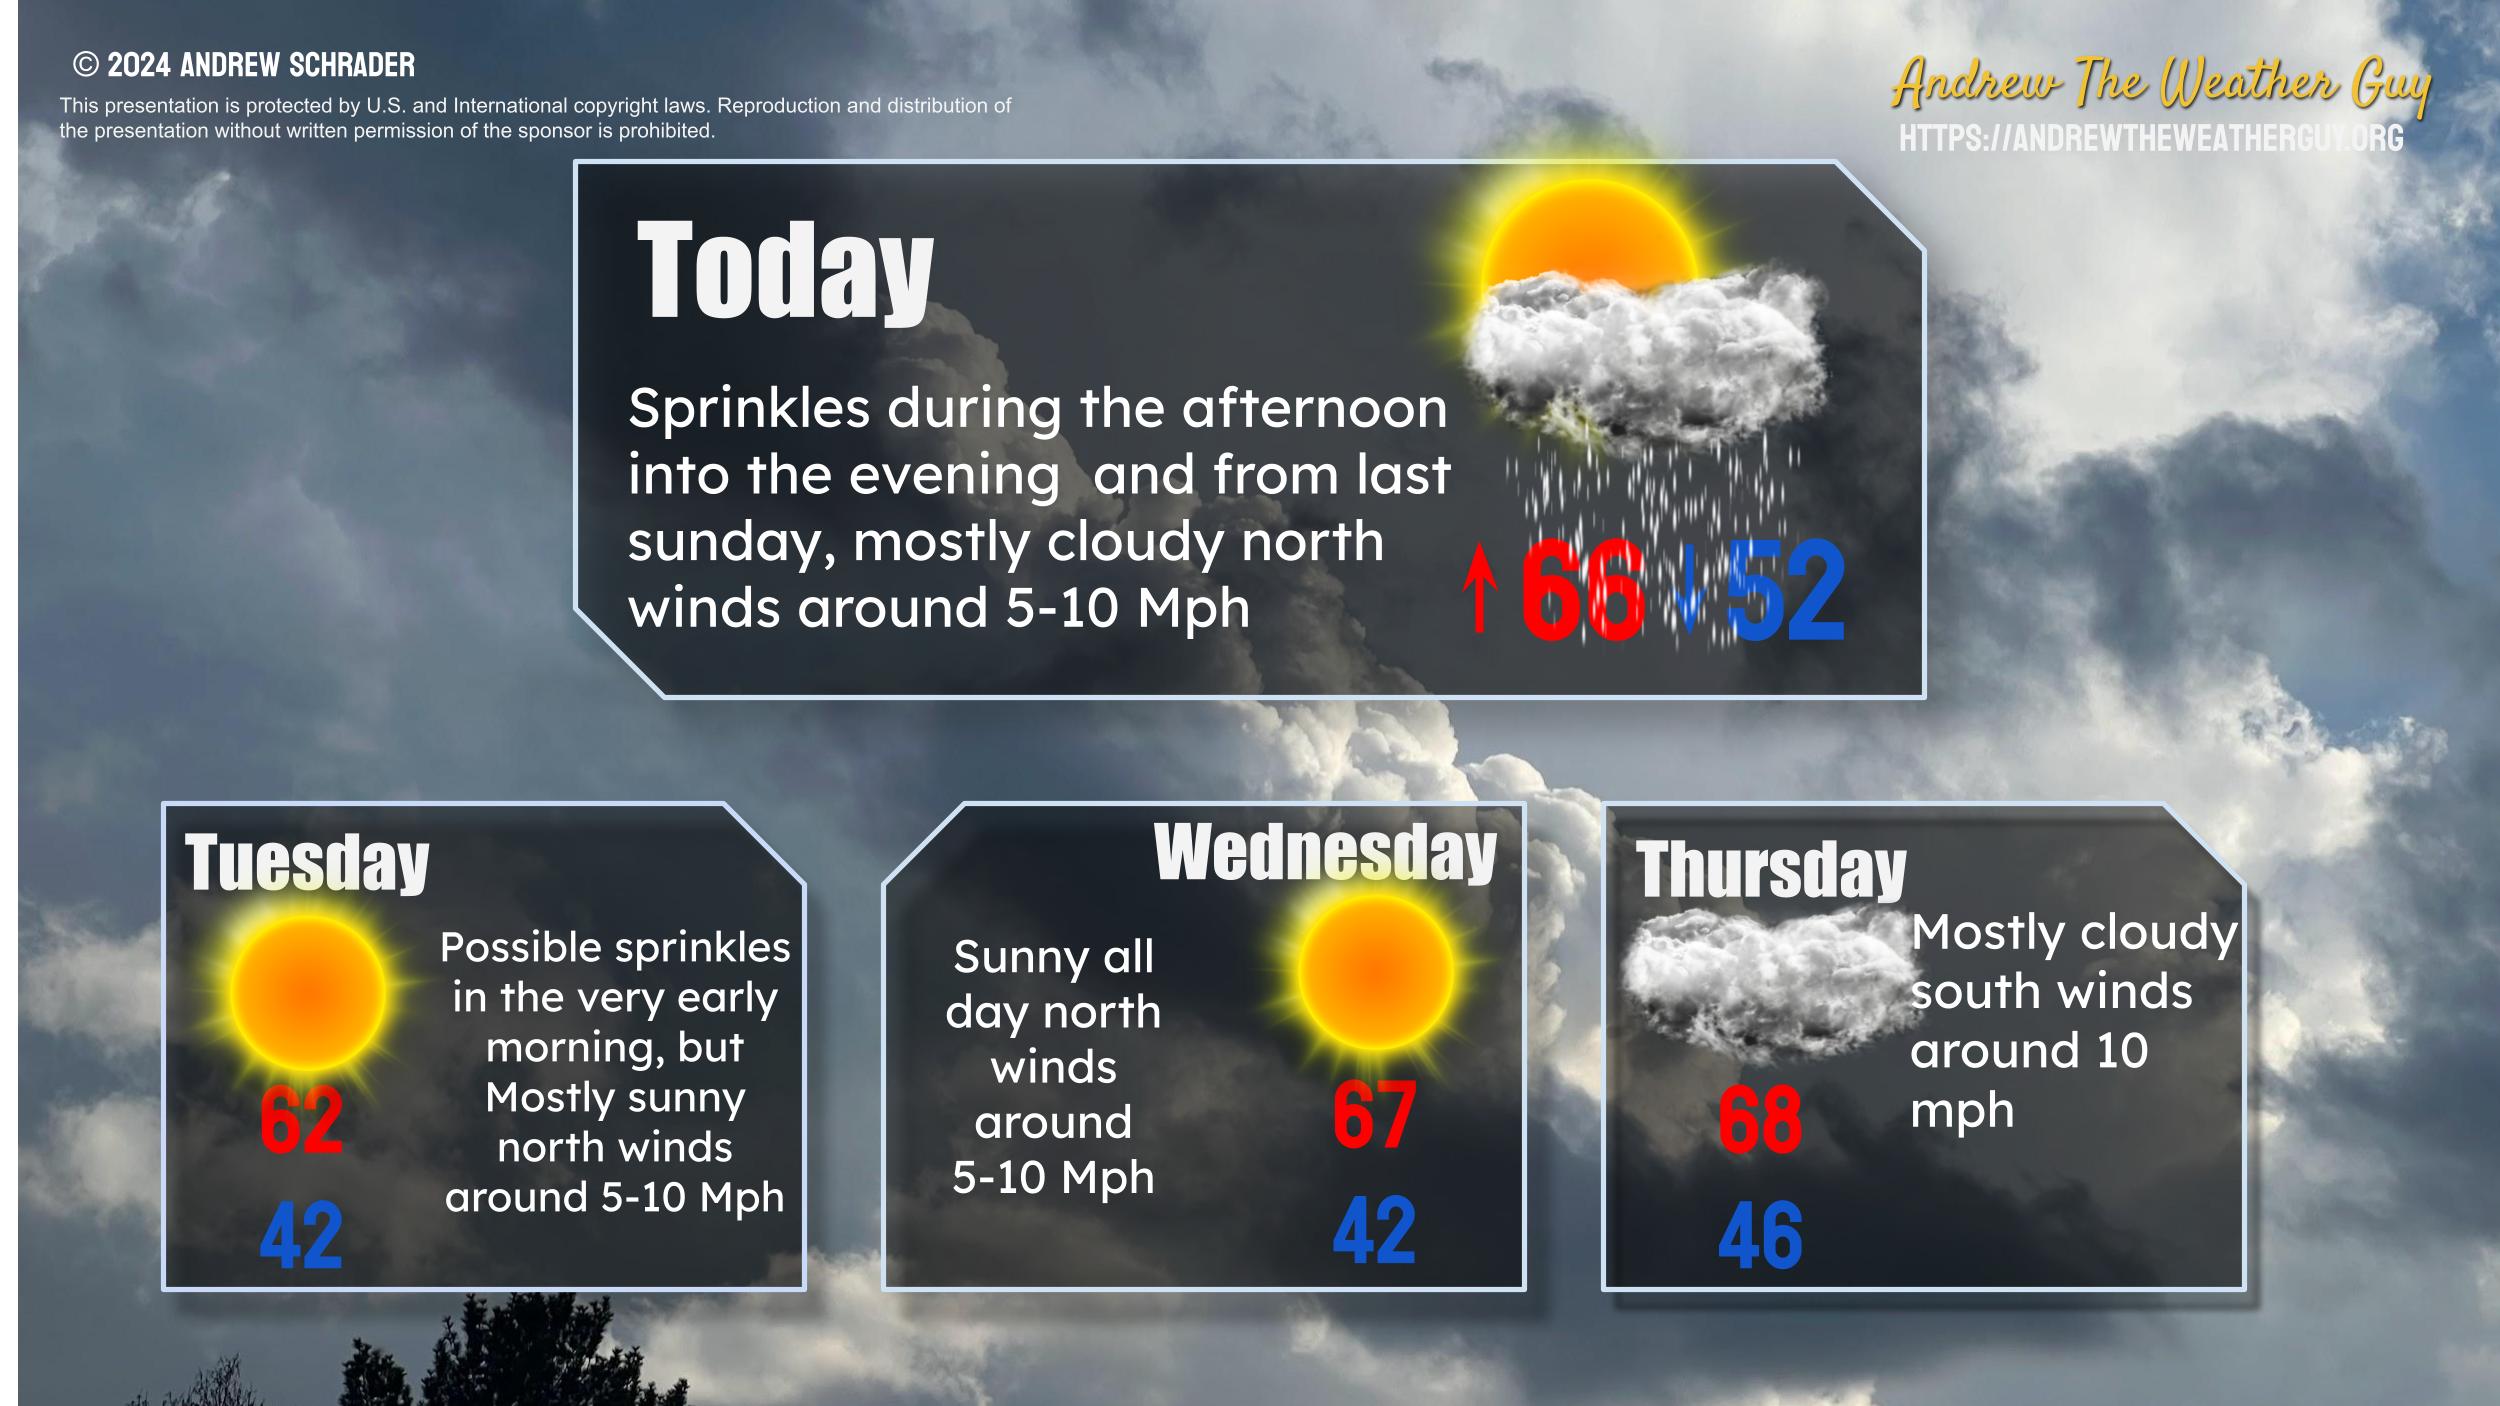 © 2024 ANDREW SCHRADER
This presentation is protected by U.S. and International copyright laws. Reproduction and distribution of
the presentation without written permission of the sponsor is prohibited.
Andrew The Weather Guy
HTTPS://ANDREWTHEWEATHERGUY.ORG
Today
Sprinkles during the afternoon
into the evening  and from last
sunday, mostly cloudy north
winds around 5-10 Mph
↑ 66 ↓ 52
Tuesday
Possible sprinkles
in the very early
morning, but
Mostly sunny
north winds
around 5-10 Mph
62
42
Wednesday
Sunny all
day north
winds
around
5-10 Mph
67
42
Thursday
Mostly cloudy
south winds
around 10
mph
68
46